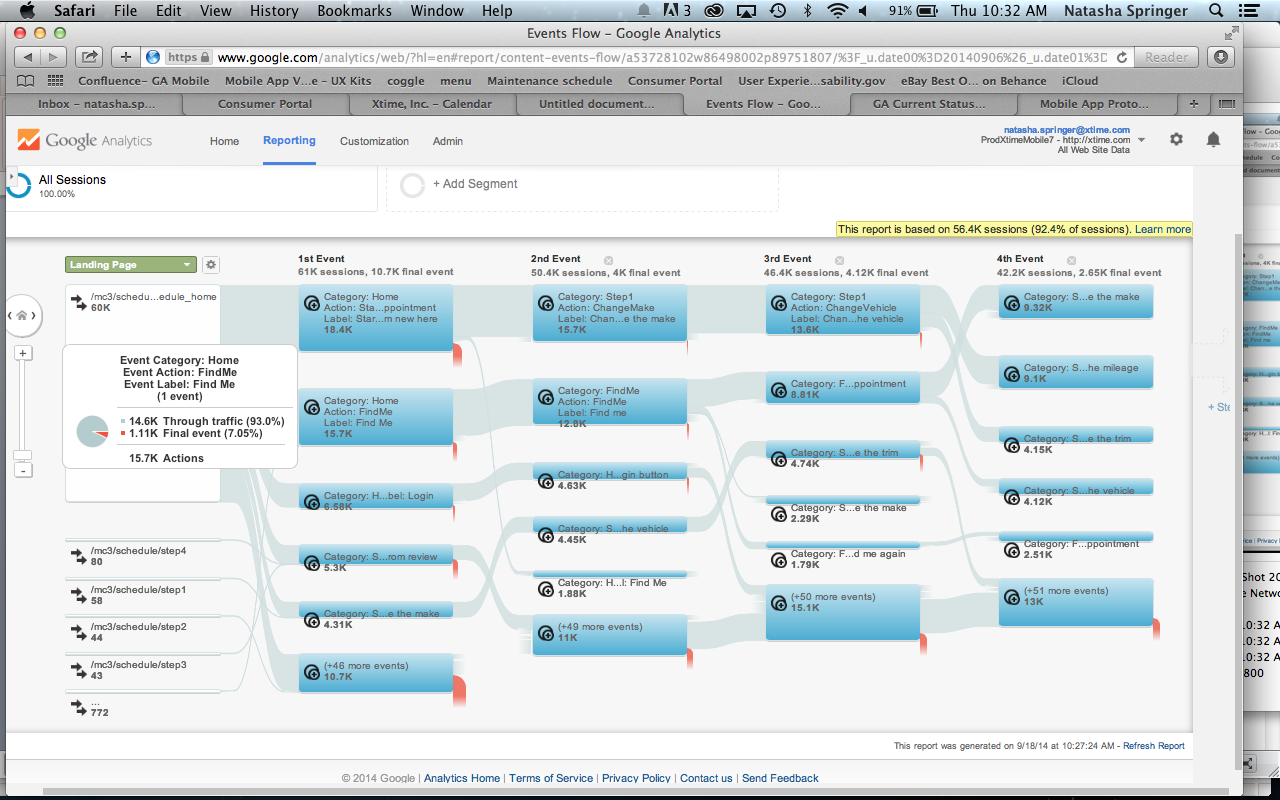 Safari File Edit View History Bookmarks Window Help 3 91% Thu 10:32 AM Natasha Springer
Events Flow – Google Analytics
https www.google.com/analytics/web/?hl=en#report/content-events-flow/a53728102w86498002p89751807/%3F_u.date00%3D20140906%26_u.date01%3D Reader
Confluence– GA Mobile Mobile App V...e – UX Kits coggle menu Maintenance schedule Consumer Portal User Experie...sability.gov eBay Best O... on Behance iCloud
Inbox – natasha.sp... Consumer Portal Xtime, Inc. – Calendar Untitled document... Events Flow – Goo... GA Current Status... Mobile App Proto...
Google Analytics Home Reporting Customization Admin
natasha.springer@xtime.com
ProdXtimeMobile7 - http://xtime.com
All Web Site Data
All Sessions
100.00%
+ Add Segment
This report is based on 56.4K sessions (92.4% of sessions). Learn more
Landing Page
1st Event
61K sessions, 10.7K final event
2nd Event
50.4K sessions, 4K final event
3rd Event
46.4K sessions, 4.12K final event
4th Event
42.2K sessions, 2.65K final event
/mc3/schedu...edule_home
60K
Event Category: Home
Event Action: FindMe
Event Label: Find Me
(1 event)
14.6K Through traffic (93.0%)
1.11K Final event (7.05%)
15.7K Actions
/mc3/schedule/step4
80
/mc3/schedule/step1
58
/mc3/schedule/step2
44
/mc3/schedule/step3
43
...
772
Category: Home
Action: Sta...ppointment
Label: Star...m new here
18.4K
Category: Home
Action: FindMe
Label: Find Me
15.7K
Category: H...bel: Login
6.58K
Category: S...rom review
5.3K
Category: S...e the make
4.31K
(+46 more events)
10.7K
Category: Step1
Action: ChangeMake
Label: Chan...e the make
15.7K
Category: FindMe
Action: FindMe
Label: Find me
12.8K
Category: H...gin button
4.63K
Category: S...he vehicle
4.45K
Category: H...l: Find Me
1.88K
(+49 more events)
11K
Category: Step1
Action: ChangeVehicle
Label: Chan...he vehicle
13.6K
Category: F...ppointment
8.81K
Category: S...e the trim
4.74K
Category: S...e the make
2.29K
Category: F...d me again
1.79K
(+50 more events)
15.1K
Category: S...e the make
9.32K
Category: S...he mileage
9.1K
Category: S...e the trim
4.15K
Category: S...he vehicle
4.12K
Category: F...ppointment
2.51K
(+51 more events)
13K
+ Ste
This report was generated on 9/18/14 at 10:27:24 AM - Refresh Report
© 2014 Google | Analytics Home | Terms of Service | Privacy Policy | Contact us | Send Feedback